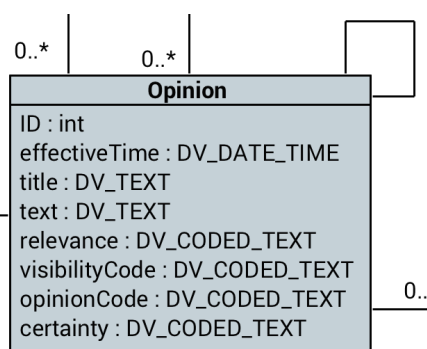 0..*
0..*
Opinion
ID : int
effectiveTime : DV_DATE_TIME
title : DV_TEXT
text : DV_TEXT
relevance : DV_CODED_TEXT
visibilityCode : DV_CODED_TEXT
opinionCode : DV_CODED_TEXT
0..
certainty : DV_CODED_TEXT